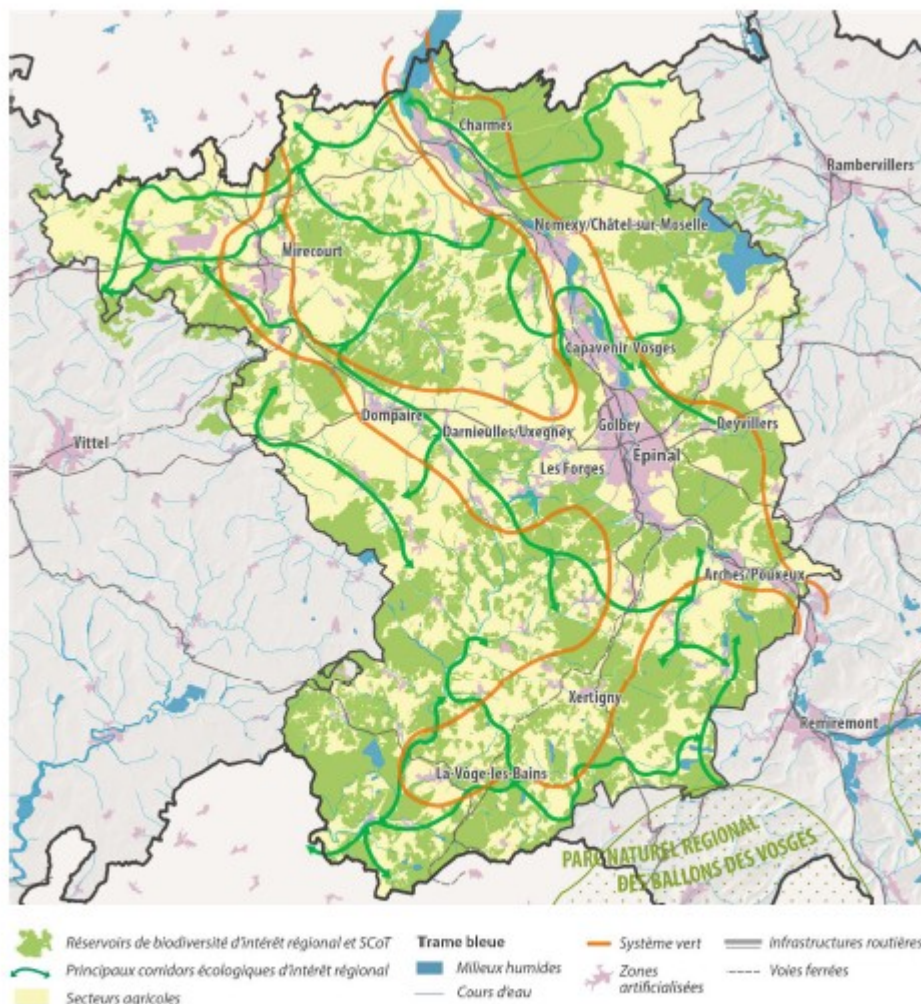 Charmes
Rambervillers
Nomexy/Châtel-sur-Moselle
Mirecourt
Capavenir-Vosges
Dompaire
Darnieulles/Uxegney
Golbey
Deyvillers
Vittel
Les Forges
Épinal
Arches/Pouxeux
Xertigny
Remiremont
La-Vôge-les-Bains
PARC NATUREL RÉGIONAL
DES BALLONS DES VOSGES
Réservoirs de biodiversité d'intérêt régional et SCoT
Principaux corridors écologiques d'intérêt régional
Secteurs agricoles
Trame bleue
Milieux humides
Cours d'eau
Système vert
Zones
artificialisées
Infrastructures routières
Voies ferrées